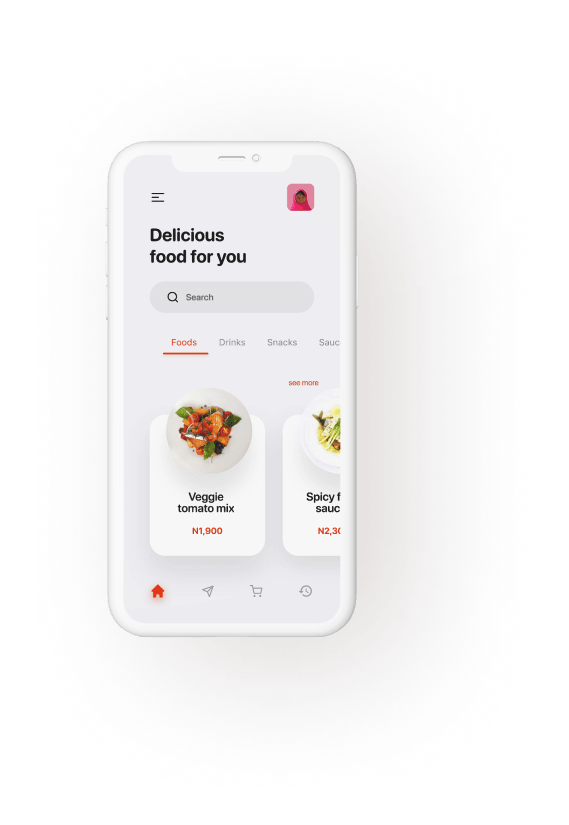 Delicious
food for you
Search
Foods Drinks Snacks Sauc
see more
Veggie
tomato mix
N1,900
Spicy f
sauc
N2,30